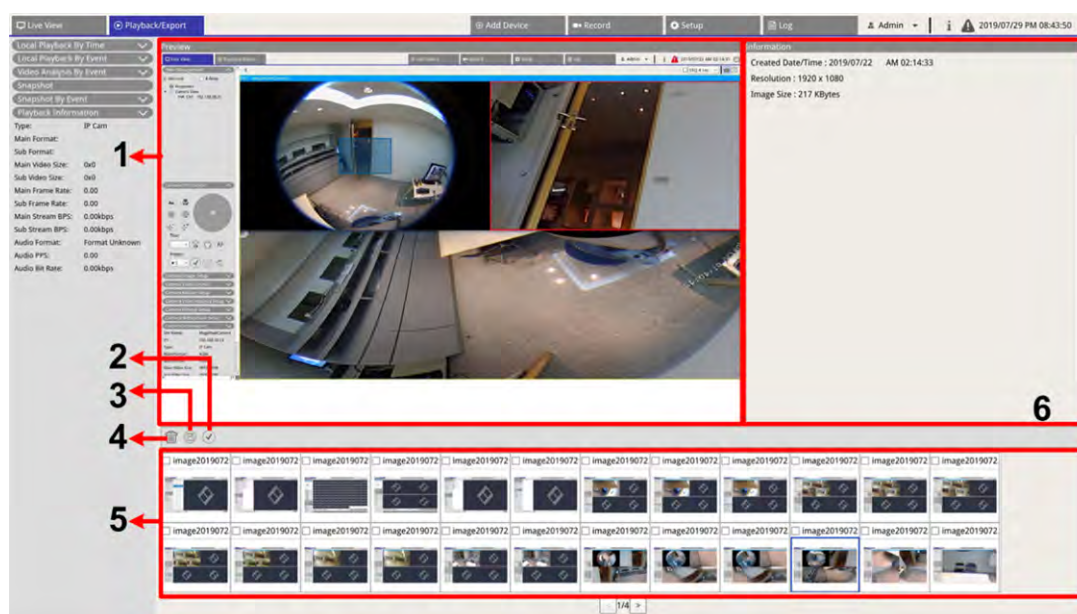 Live View
Playback/Export
Add Device
Record
Setup
Log
Admin
2019/07/29 PM 08:43:50
Local Playback By Time
Local Playback By Event
Video Analysis By Event
Snapshot
Snapshot By Event
Playback Information
Type: IP Cam
Main Format:
Sub Format:
Main Video Size: 0x0
Sub Video Size: 0x0
Main Frame Rate: 0.00
Sub Frame Rate: 0.00
Main Stream BPS: 0.00kbps
Sub Stream BPS: 0.00kbps
Audio Format: Format Unknown
Audio PPS: 0.00
Audio Bit Rate: 0.00kbps
Preview
Information
Created Date/Time : 2019/07/22 AM 02:14:33
Resolution : 1920 x 1080
Image Size : 217 KBytes
1
2
3
4
5
6
image2019072 image2019072 image2019072 image2019072 image2019072 image2019072 image2019072 image2019072 image2019072 image2019072 image2019072 image2019072
image2019072 image2019072 image2019072 image2019072 image2019072 image2019072 image2019072 image2019072 image2019072 image2019072 image2019072 image2019072
1/4 >